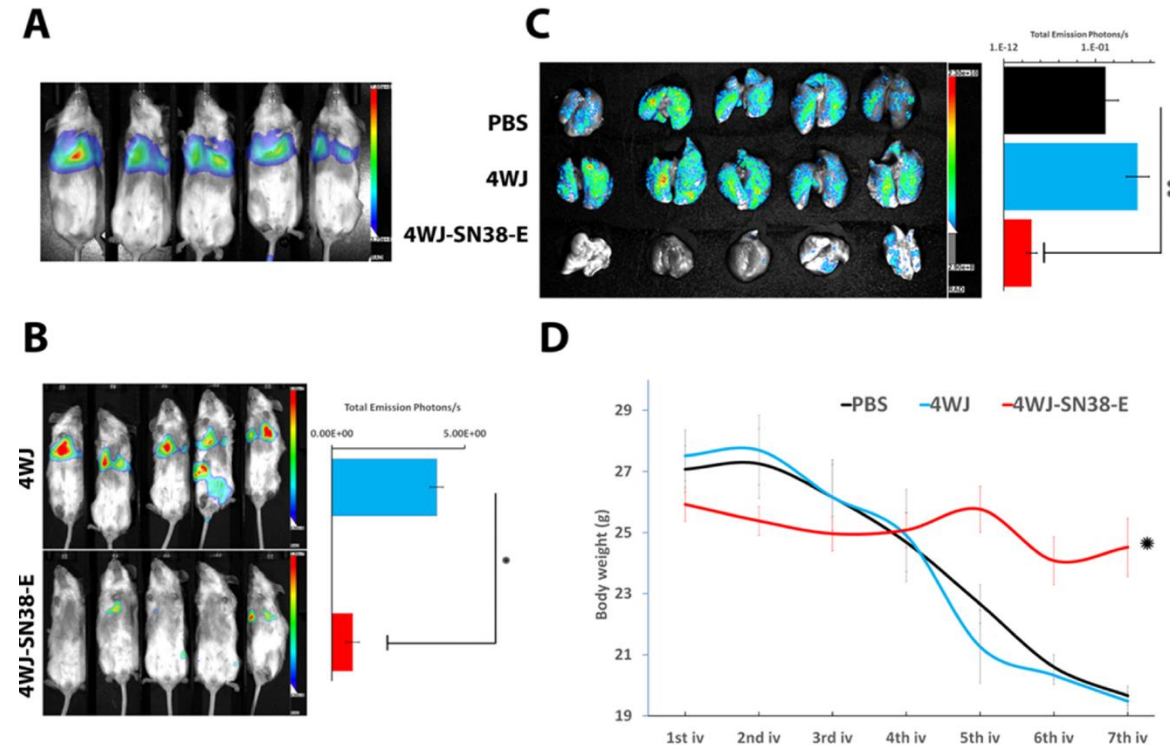 A
B
C
D
PBS
4WJ
4WJ-SN38-E
Total Emission Photons/s
1.E-12 1.E-01
**
RAD
4WJ
4WJ-SN38-E
Total Emission Photons/s
0.00E+00 5.00E+00
*
PBS 4WJ 4WJ-SN38-E
Body weight (g)
29
27
25
23
21
19
*
1st iv 2nd iv 3rd iv 4th iv 5th iv 6th iv 7th iv